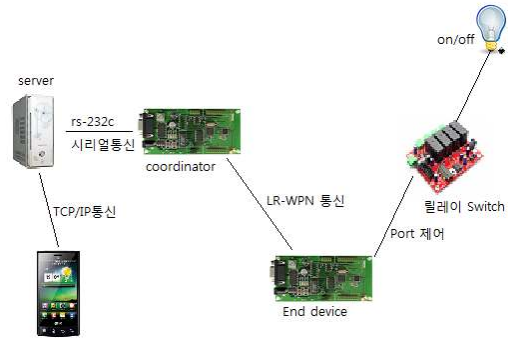 on/off
server
rs-232c
시리얼통신
coordinator
LR-WPN 통신
릴레이 Switch
TCP/IP통신
Port 제어
End device